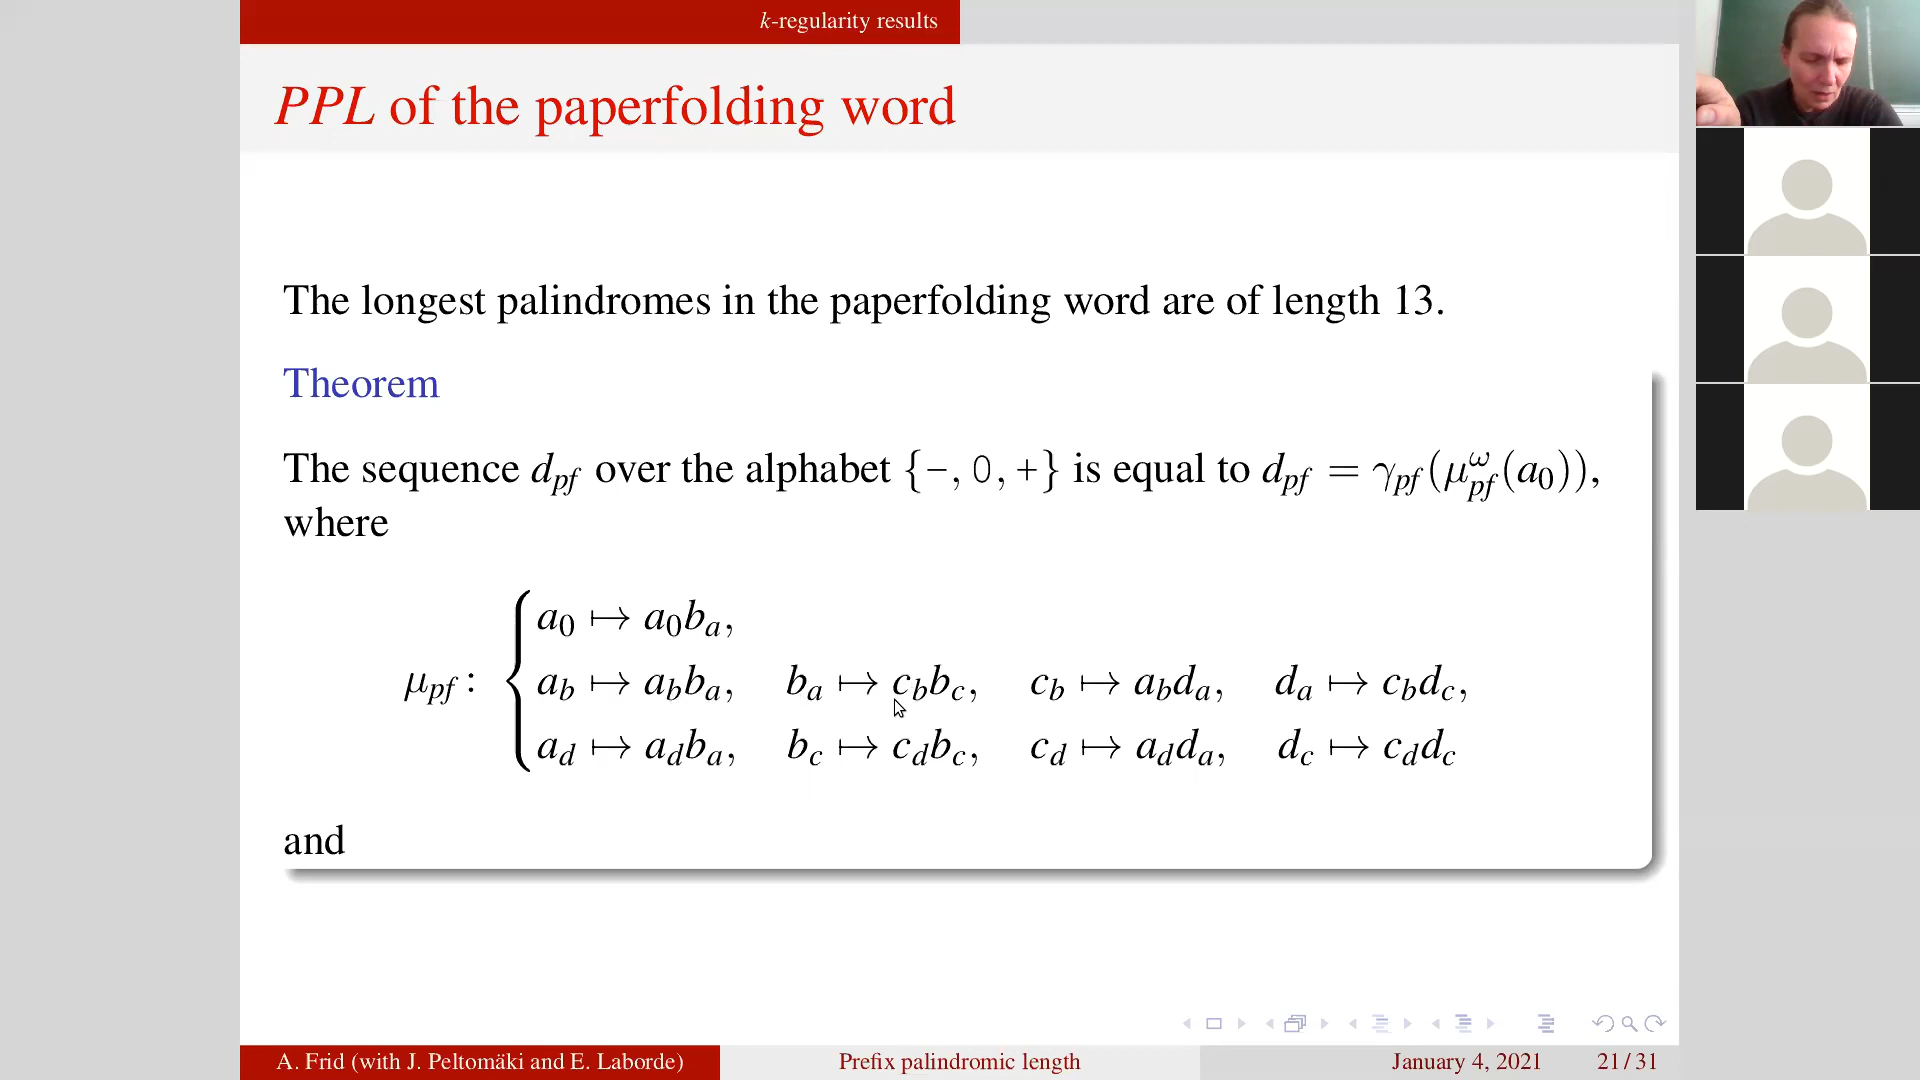 k-regularity results
PPL of the paperfolding word
The longest palindromes in the paperfolding word are of length 13.
Theorem
The sequence d_pf over the alphabet {-, 0, +} is equal to d_pf = γ_pf(μ^ω_pf(a_0)),
where
a_0 ↦ a_0b_a,
μ_pf : { a_b ↦ a_bb_a, b_a ↦ c_bb_c, c_b ↦ a_bd_a, d_a ↦ c_bd_c,
a_d ↦ a_db_a, b_c ↦ c_db_c, c_d ↦ a_dd_a, d_c ↦ c_dd_c
and
A. Frid (with J. Peltomäki and E. Laborde) Prefix palindromic length January 4, 2021 21 / 31